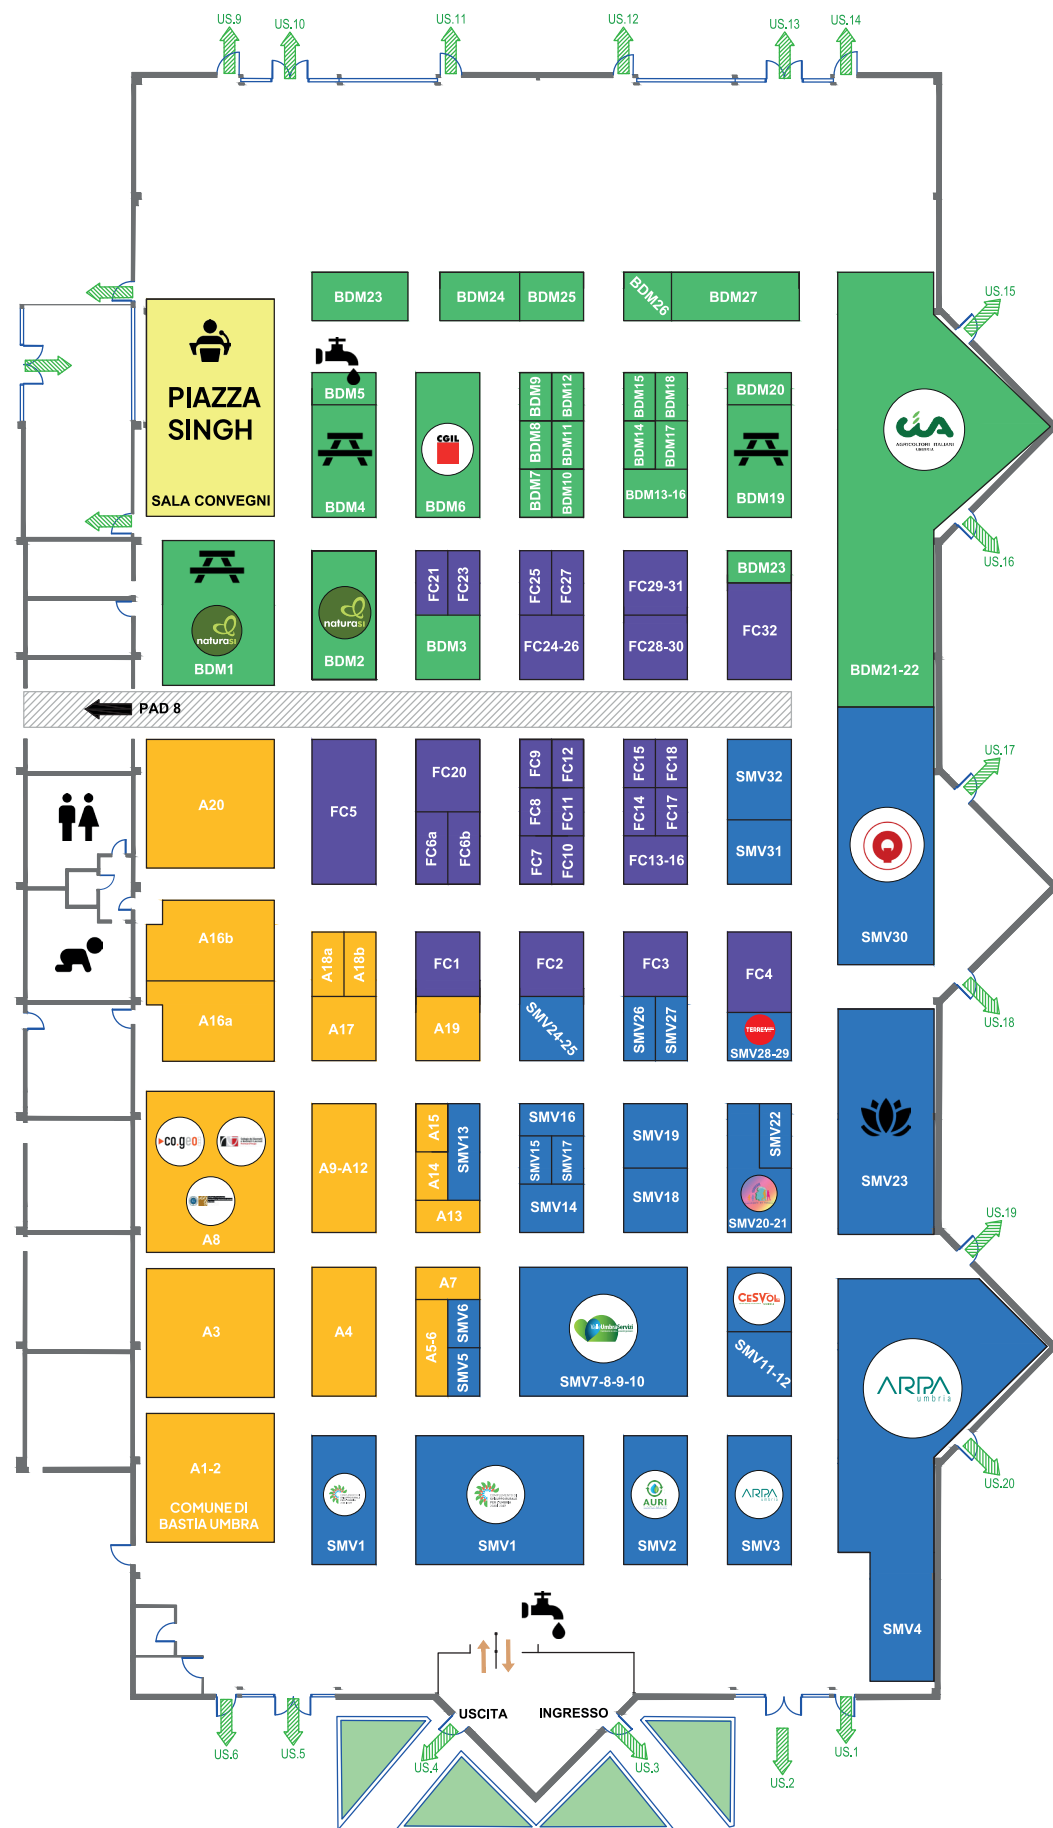 US.9
US.10
US.11
US.12
US.13
US.14
BDM23
BDM24
BDM25
BDM26
BDM27
US.15
PIAZZA
SINGH
SALA CONVEGNI
BDM5
BDM4
CGIL
BDM6
BDM9
BDM12
BDM8
BDM11
BDM7
BDM10
BDM15
BDM18
BDM14
BDM17
BDM13-16
BDM20
BDM19
CIA
AGRICOLTORI ITALIANI
UMBRIA
US.16
naturasì
BDM1
naturasì
BDM2
FC21
FC23
BDM3
FC25
FC27
FC24-26
FC29-31
FC28-30
BDM23
FC32
BDM21-22
PAD 8
A20
FC5
FC20
FC6a
FC6b
FC9
FC12
FC8
FC11
FC7
FC10
FC15
FC18
FC14
FC17
FC13-16
SMV32
SMV31
US.17
SMV30
A16b
A16a
A18a
A18b
A17
FC1
A19
FC2
SMV24-25
FC3
SMV26
SMV27
FC4
TERRE
SMV28-29
US.18
co.geo
A8
A9-A12
A15
A14
SMV13
A13
SMV16
SMV15
SMV17
SMV14
SMV19
SMV18
SMV22
SMV20-21
SMV23
US.19
A3
A4
A7
A5-6
SMV6
SMV5
ValleUmbraServizi
SMV7-8-9-10
CESVOL
UMBRIA
SMV11-12
ARPA
umbria
US.20
A1-2
COMUNE DI
BASTIA UMBRA
SMV1
SMV1
AURI
SMV2
ARPA
umbria
SMV3
SMV4
USCITA
INGRESSO
US.6
US.5
US.4
US.3
US.2
US.1